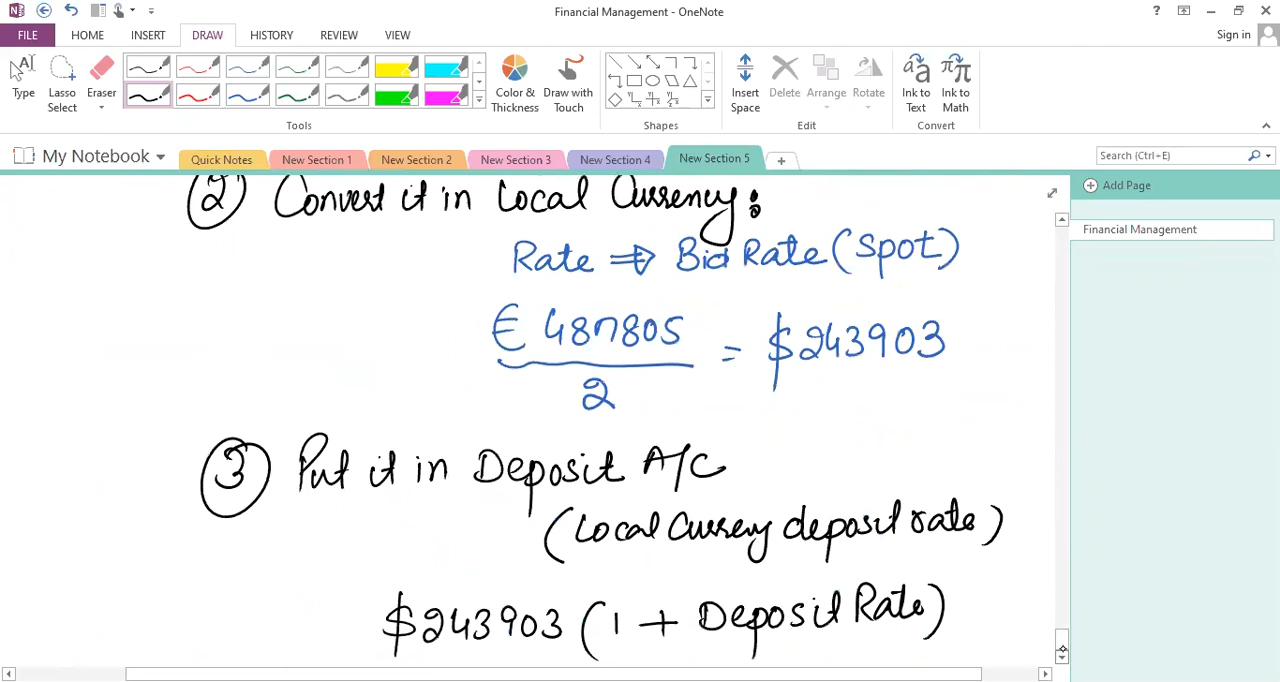 Financial Management - OneNote
FILE HOME INSERT DRAW HISTORY REVIEW VIEW
Sign in
Type
Lasso Select
Eraser
Color & Thickness
Draw with Touch
Insert Space
Delete
Arrange
Rotate
Ink to Text
Ink to Math
Tools
Shapes
Edit
Convert
My Notebook
Quick Notes New Section 1 New Section 2 New Section 3 New Section 4 New Section 5
Search (Ctrl+E)
Add Page
Financial Management
② Convert it in Local Currency:
Rate ⇒ Bid Rate (Spot)
€ 487805 / 2 = $243903
③ Put it in Deposit A/C
(Local Currency deposit rate)
$243903 (1 + Deposit Rate)